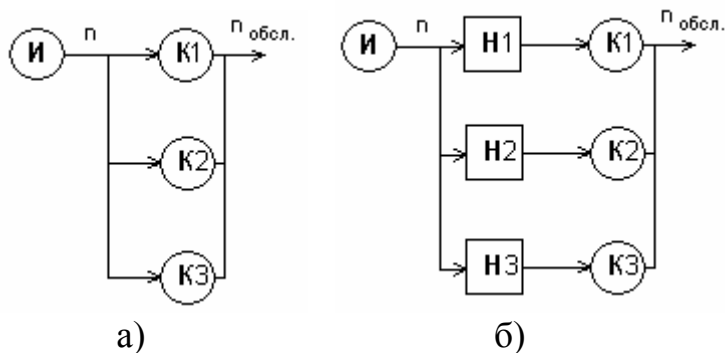 И n К1 n обсл.
К2
К3
а)
И n Н1 К1 n обсл.
Н2 К2
Н3 К3
б)